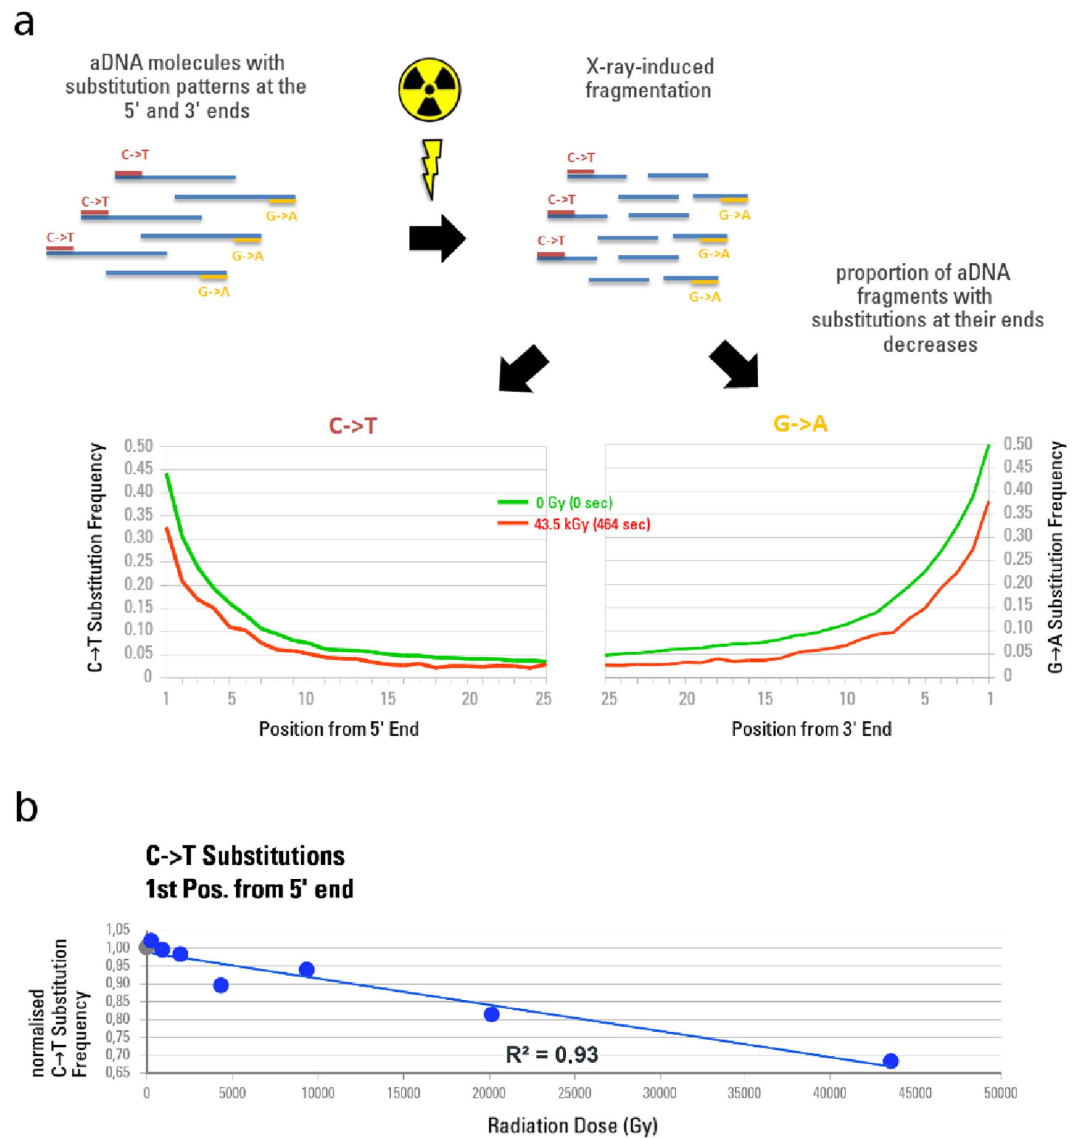 a
aDNA molecules with
substitution patterns at the
5' and 3' ends
X-ray-induced
fragmentation
C->T
C->T
G->A
C->T
G->A
G->A
C->T
C->T
G->A
C->T
G->A
G->A
proportion of aDNA
fragments with
substitutions at their ends
decreases
C->T
C→T Substitution Frequency
0.50
0.45
0.40
0.35
0.30
0.25
0.20
0.15
0.10
0.05
0
1
5
10
15
20
25
Position from 5' End
0 Gy (0 sec)
43.5 kGy (464 sec)
G->A
0.50
0.45
0.40
0.35
0.30
0.25
0.20
0.15
0.10
0.05
0
G→A Substitution Frequency
25
20
15
10
5
1
Position from 3' End
b
C->T Substitutions
1st Pos. from 5' end
normalised
C→T Substitution
Frequency
1,05
1,00
0,95
0,90
0,85
0,80
0,75
0,70
0,65
R² = 0.93
0
5000
10000
15000
20000
25000
30000
35000
40000
45000
50000
Radiation Dose (Gy)